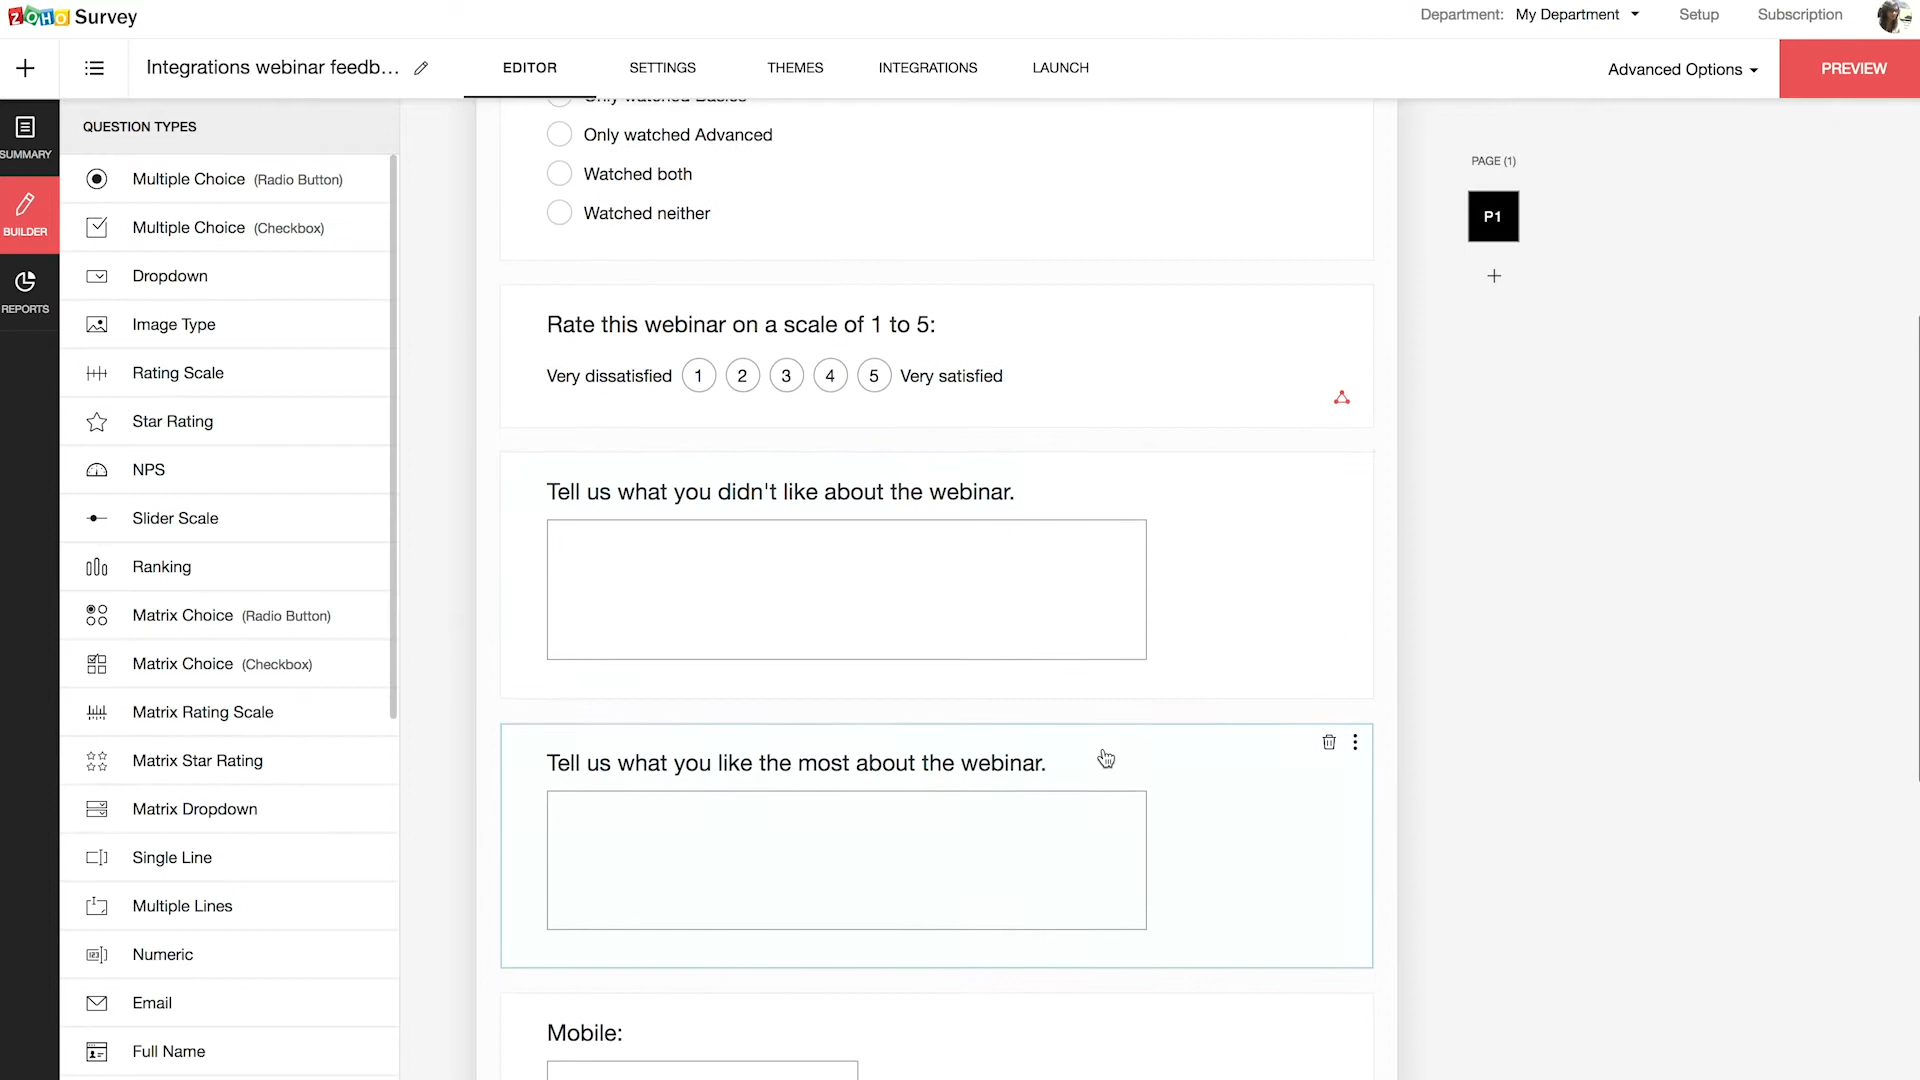 ZOHO Survey
Department: My Department
Setup
Subscription
Integrations webinar feedb...
EDITOR
SETTINGS
THEMES
INTEGRATIONS
LAUNCH
Advanced Options
PREVIEW
SUMMARY
BUILDER
REPORTS
QUESTION TYPES
Multiple Choice (Radio Button)
Multiple Choice (Checkbox)
Dropdown
Image Type
Rating Scale
Star Rating
NPS
Slider Scale
Ranking
Matrix Choice (Radio Button)
Matrix Choice (Checkbox)
Matrix Rating Scale
Matrix Star Rating
Matrix Dropdown
Single Line
Multiple Lines
Numeric
Email
Full Name
Only watched Basics
Only watched Advanced
Watched both
Watched neither
Rate this webinar on a scale of 1 to 5:
Very dissatisfied 1 2 3 4 5 Very satisfied
Tell us what you didn't like about the webinar.
Tell us what you like the most about the webinar.
Mobile:
PAGE (1)
P1